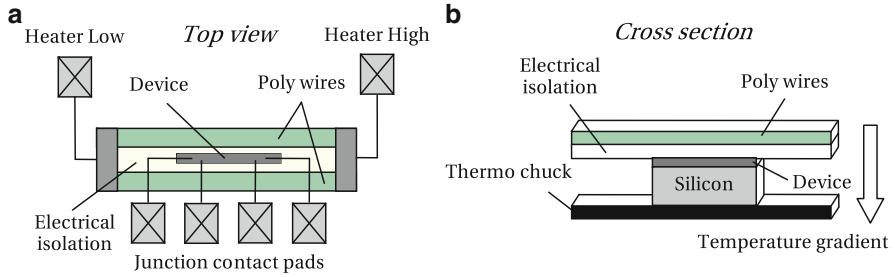 a
Top view
Heater Low
Heater High
Device
Poly wires
Electrical
isolation
Junction contact pads
b
Cross section
Electrical
isolation
Poly wires
Thermo chuck
Silicon
Device
Temperature gradient